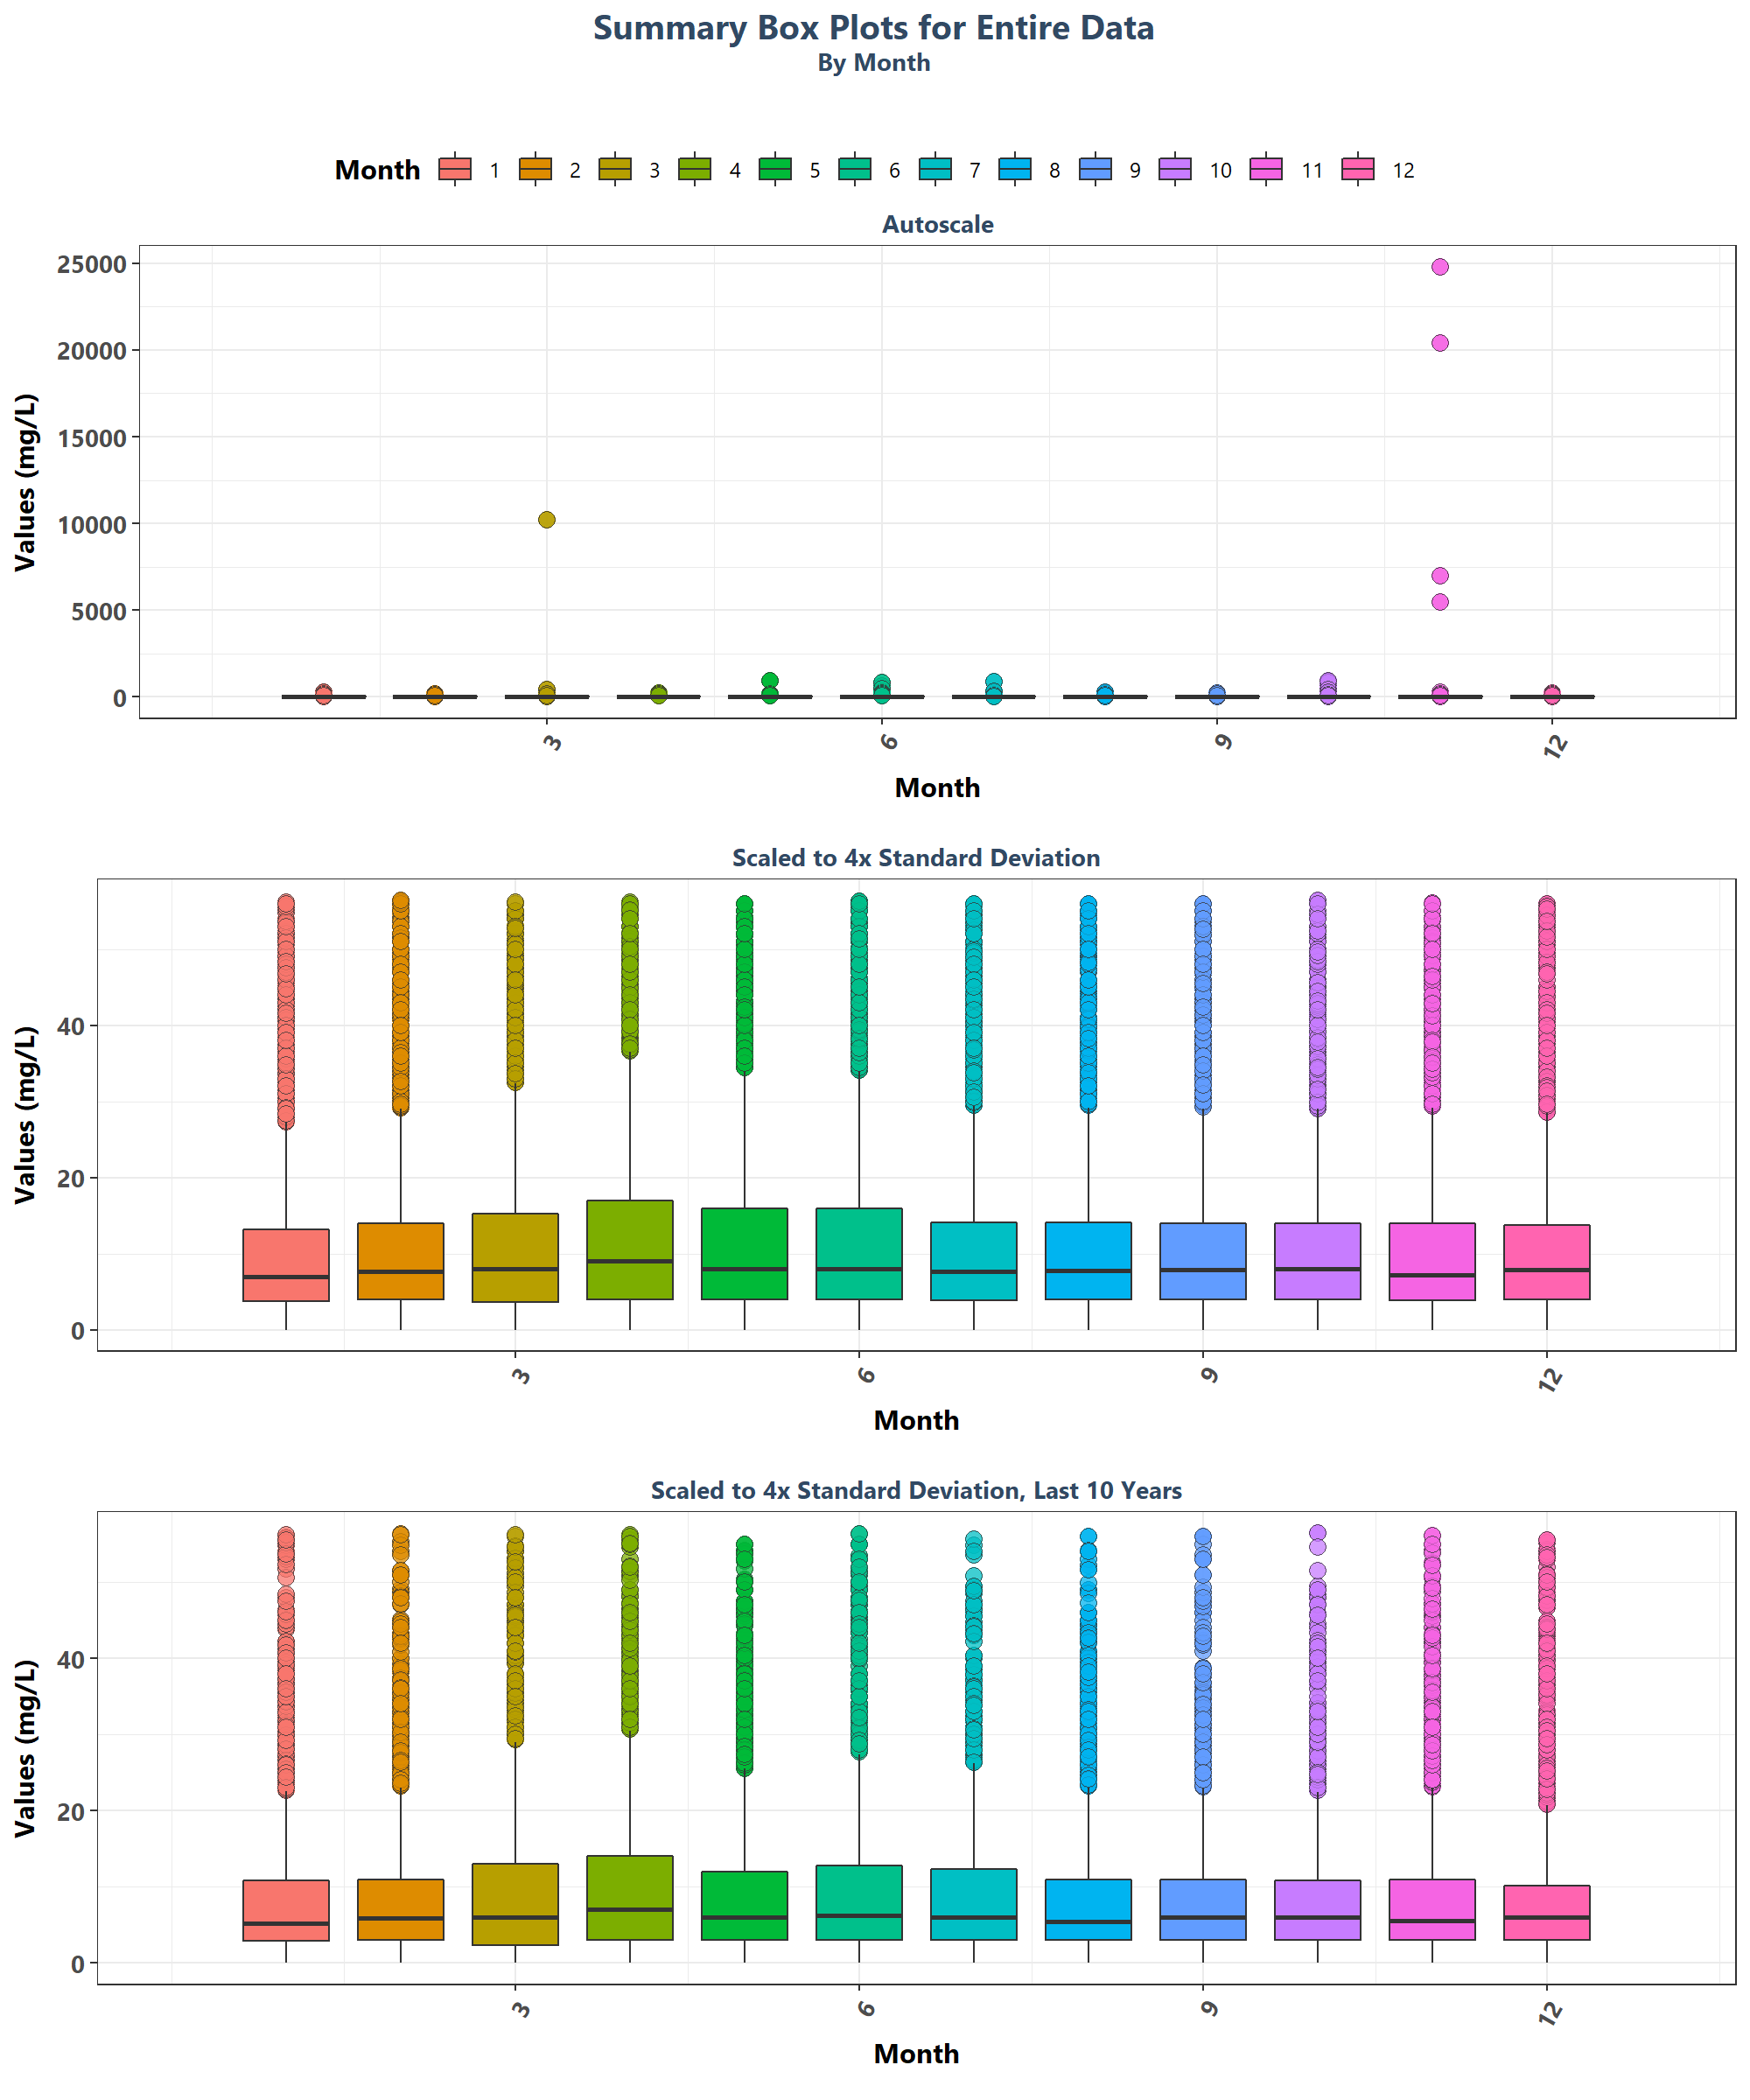 Summary Box Plots for Entire Data
By Month
Month 1 2 3 4 5 6 7 8 9 10 11 12
Autoscale
Values (mg/L)
25000
20000
15000
10000
5000
0
3 6 9 12
Month
Scaled to 4x Standard Deviation
Values (mg/L)
40
20
0
3 6 9 12
Month
Scaled to 4x Standard Deviation, Last 10 Years
Values (mg/L)
40
20
0
3 6 9 12
Month